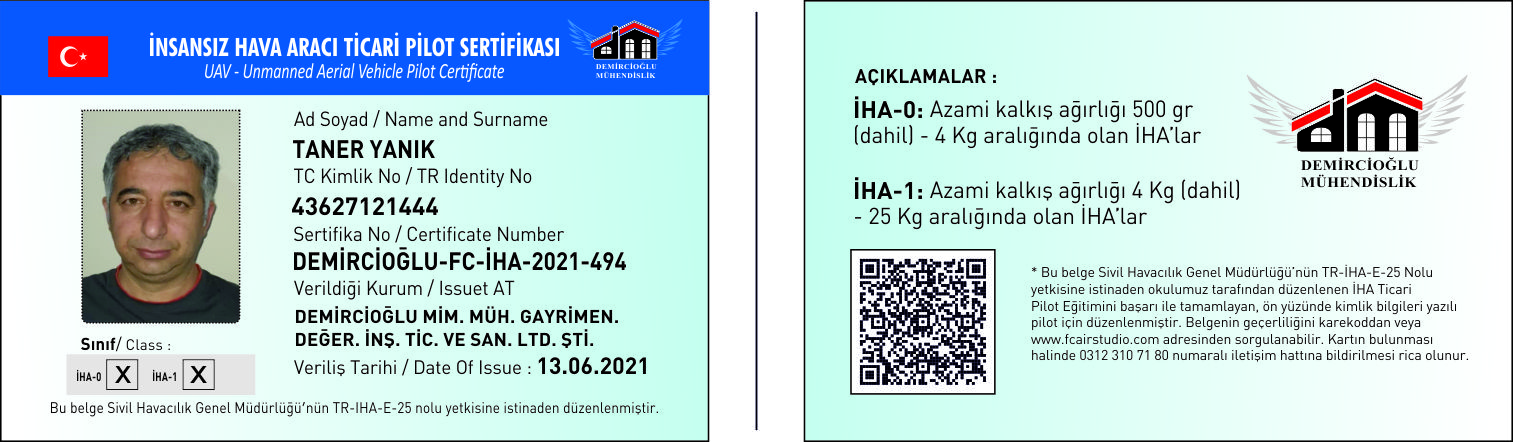 İNSANSIZ HAVA ARACI TİCARİ PİLOT SERTİFİKASI
UAV - Unmanned Aerial Vehicle Pilot Certificate
DEMİRCİOĞLU
MÜHENDİSLİK
Ad Soyad / Name and Surname
TANER YANIK
TC Kimlik No / TR Identity No
43627121444
Sertifika No / Certificate Number
DEMİRCİOĞLU-FC-İHA-2021-494
Verildiği Kurum / Issuet AT
DEMİRCİOĞLU MİM. MÜH. GAYRİMEN.
DEĞER. İNŞ. TİC. VE SAN. LTD. ŞTİ.
Veriliş Tarihi / Date Of Issue : 13.06.2021
Sınıf/ Class :
İHA-0 X İHA-1 X
Bu belge Sivil Havacılık Genel Müdürlüğü'nün TR-IHA-E-25 nolu yetkisine istinaden düzenlenmiştir.
AÇIKLAMALAR :
İHA-0: Azami kalkış ağırlığı 500 gr
(dahil) - 4 Kg aralığında olan İHA'lar
İHA-1: Azami kalkış ağırlığı 4 Kg (dahil)
- 25 Kg aralığında olan İHA'lar
DEMİRCİOĞLU
MÜHENDİSLİK
* Bu belge Sivil Havacılık Genel Müdürlüğü'nün TR-İHA-E-25 Nolu
yetkisine istinaden okulumuz tarafından düzenlenen İHA Ticari
Pilot Eğitimini başarı ile tamamlayan, ön yüzünde kimlik bilgileri yazılı
pilot için düzenlenmiştir. Belgenin geçerliliğini karekoddan veya
www.fcairstudio.com adresinden sorgulanabilir. Kartın bulunması
halinde 0312 310 71 80 numaralı iletişim hattına bildirilmesi rica olunur.